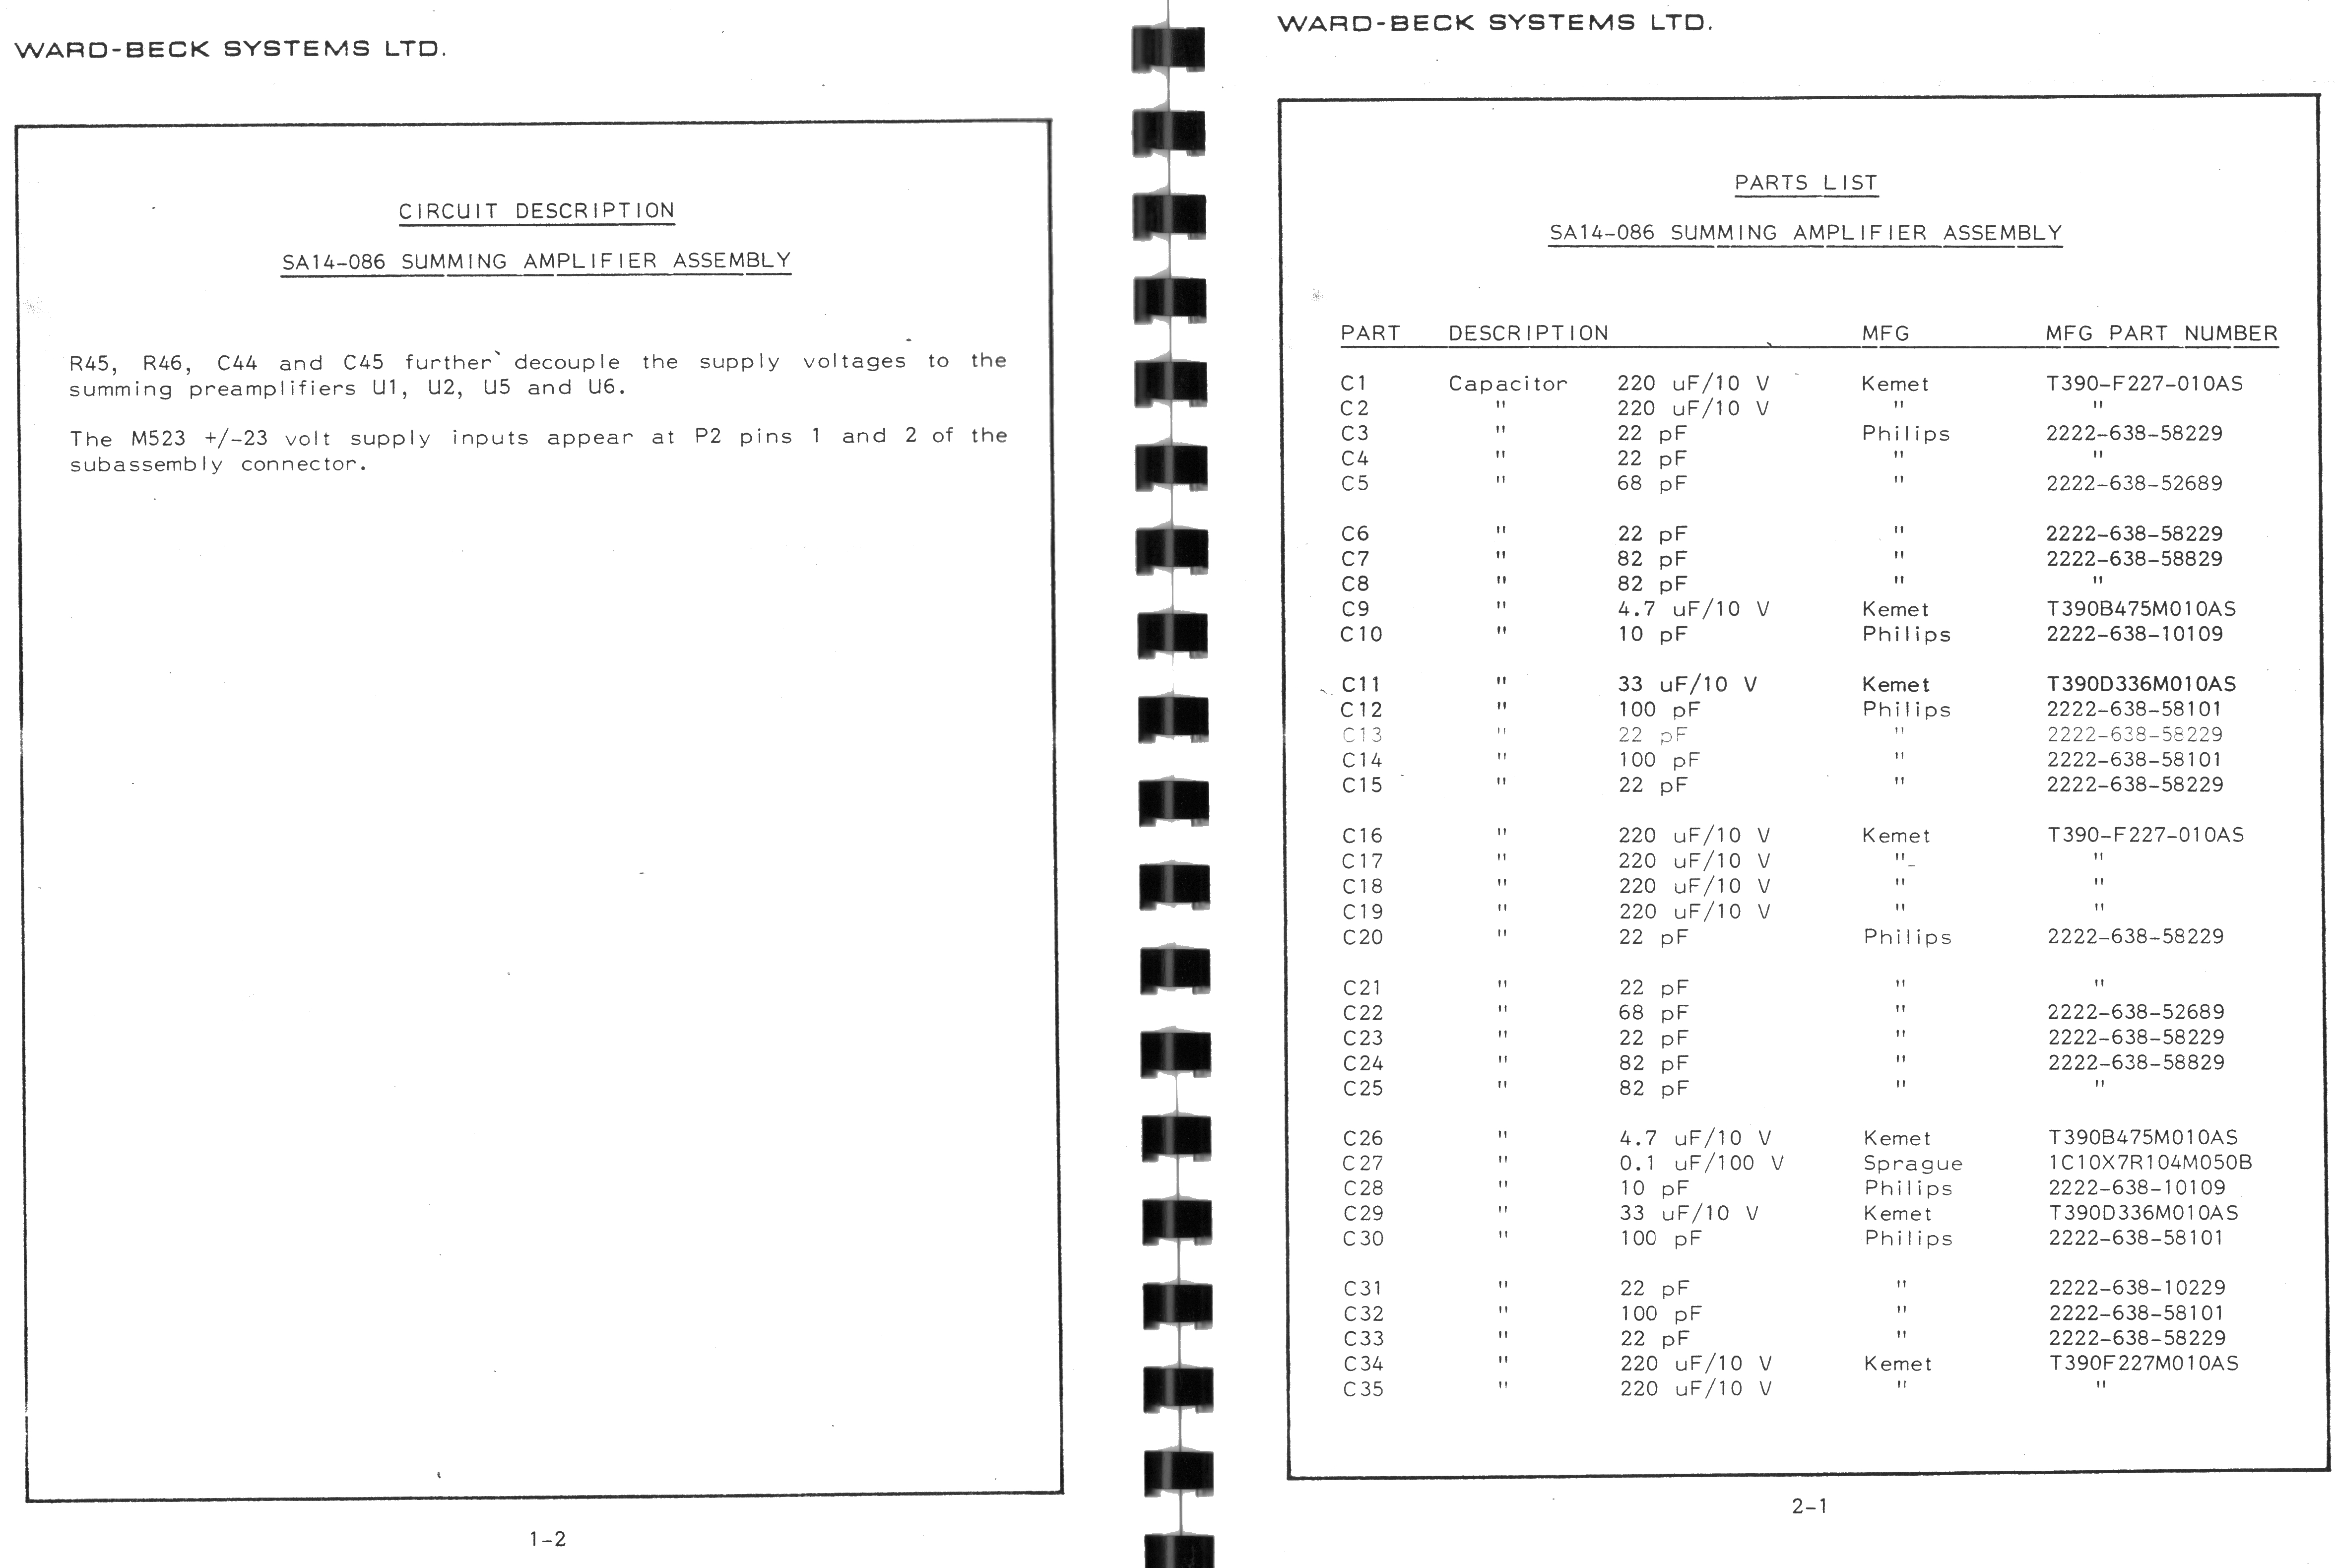 WARD-BECK SYSTEMS LTD.
CIRCUIT DESCRIPTION
SA14-086 SUMMING AMPLIFIER ASSEMBLY
R45, R46, C44 and C45 further decouple the supply voltages to the
summing preamplifiers U1, U2, U5 and U6.
The M523 +/-23 volt supply inputs appear at P2 pins 1 and 2 of the
subassembly connector.
1-2
WARD-BECK SYSTEMS LTD.
PARTS LIST
SA14-086 SUMMING AMPLIFIER ASSEMBLY
PART DESCRIPTION MFG MFG PART NUMBER
C1 Capacitor 220 uF/10 V Kemet T390-F227-010AS
C2 " 220 uF/10 V " "
C3 " 22 pF Philips 2222-638-58229
C4 " 22 pF " "
C5 " 68 pF " 2222-638-52689
C6 " 22 pF " 2222-638-58229
C7 " 82 pF " 2222-638-58829
C8 " 82 pF " "
C9 " 4.7 uF/10 V Kemet T390B475M010AS
C10 " 10 pF Philips 2222-638-10109
C11 " 33 uF/10 V Kemet T390D336M010AS
C12 " 100 pF Philips 2222-638-58101
C13 " 22 pF " 2222-638-58229
C14 " 100 pF " 2222-638-58101
C15 " 22 pF " 2222-638-58229
C16 " 220 uF/10 V Kemet T390-F227-010AS
C17 " 220 uF/10 V " "
C18 " 220 uF/10 V " "
C19 " 220 uF/10 V " "
C20 " 22 pF Philips 2222-638-58229
C21 " 22 pF " "
C22 " 68 pF " 2222-638-52689
C23 " 22 pF " 2222-638-58229
C24 " 82 pF " 2222-638-58829
C25 " 82 pF " "
C26 " 4.7 uF/10 V Kemet T390B475M010AS
C27 " 0.1 uF/100 V Sprague 1C10X7R104M050B
C28 " 10 pF Philips 2222-638-10109
C29 " 33 uF/10 V Kemet T390D336M010AS
C30 " 100 pF Philips 2222-638-58101
C31 " 22 pF " 2222-638-10229
C32 " 100 pF " 2222-638-58101
C33 " 22 pF " 2222-638-58229
C34 " 220 uF/10 V Kemet T390F227M010AS
C35 " 220 uF/10 V " "
2-1